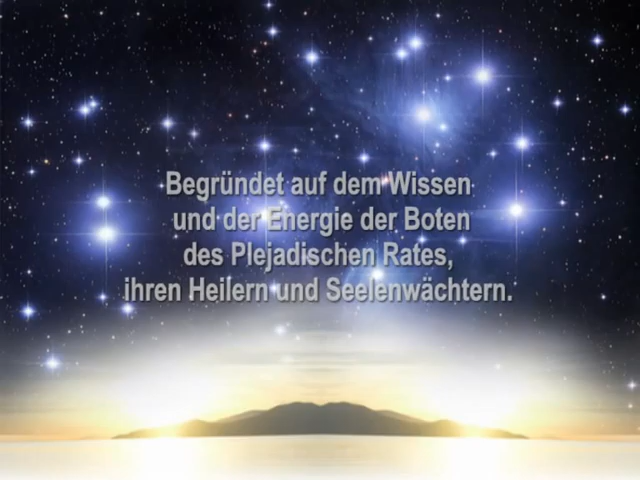 Begründet auf dem Wissen
und der Energie der Boten
des Plejadischen Rates,
ihren Heilern und Seelenwächtern.